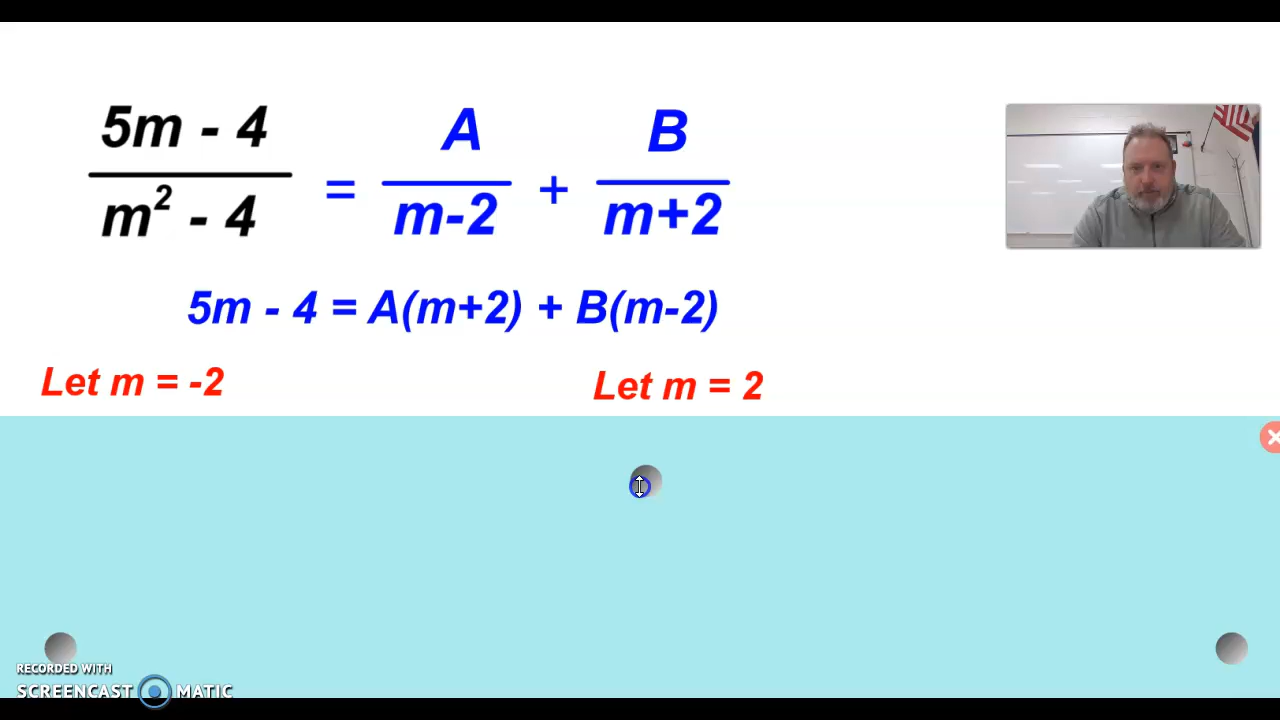 5m - 4 / m² - 4 = A / m-2 + B / m+2
5m - 4 = A(m+2) + B(m-2)
Let m = -2
Let m = 2
RECORDED WITH
SCREENCAST MATIC